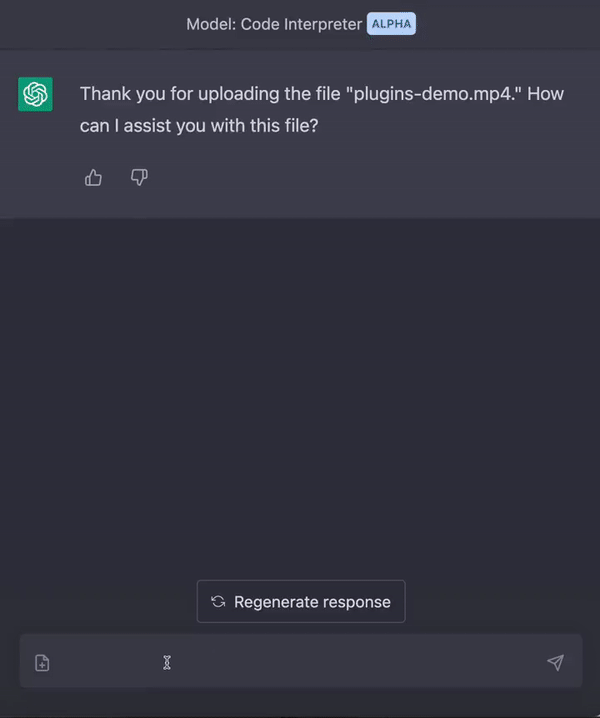 Model: Code Interpreter ALPHA
Thank you for uploading the file "plugins-demo.mp4." How
can I assist you with this file?
Regenerate response